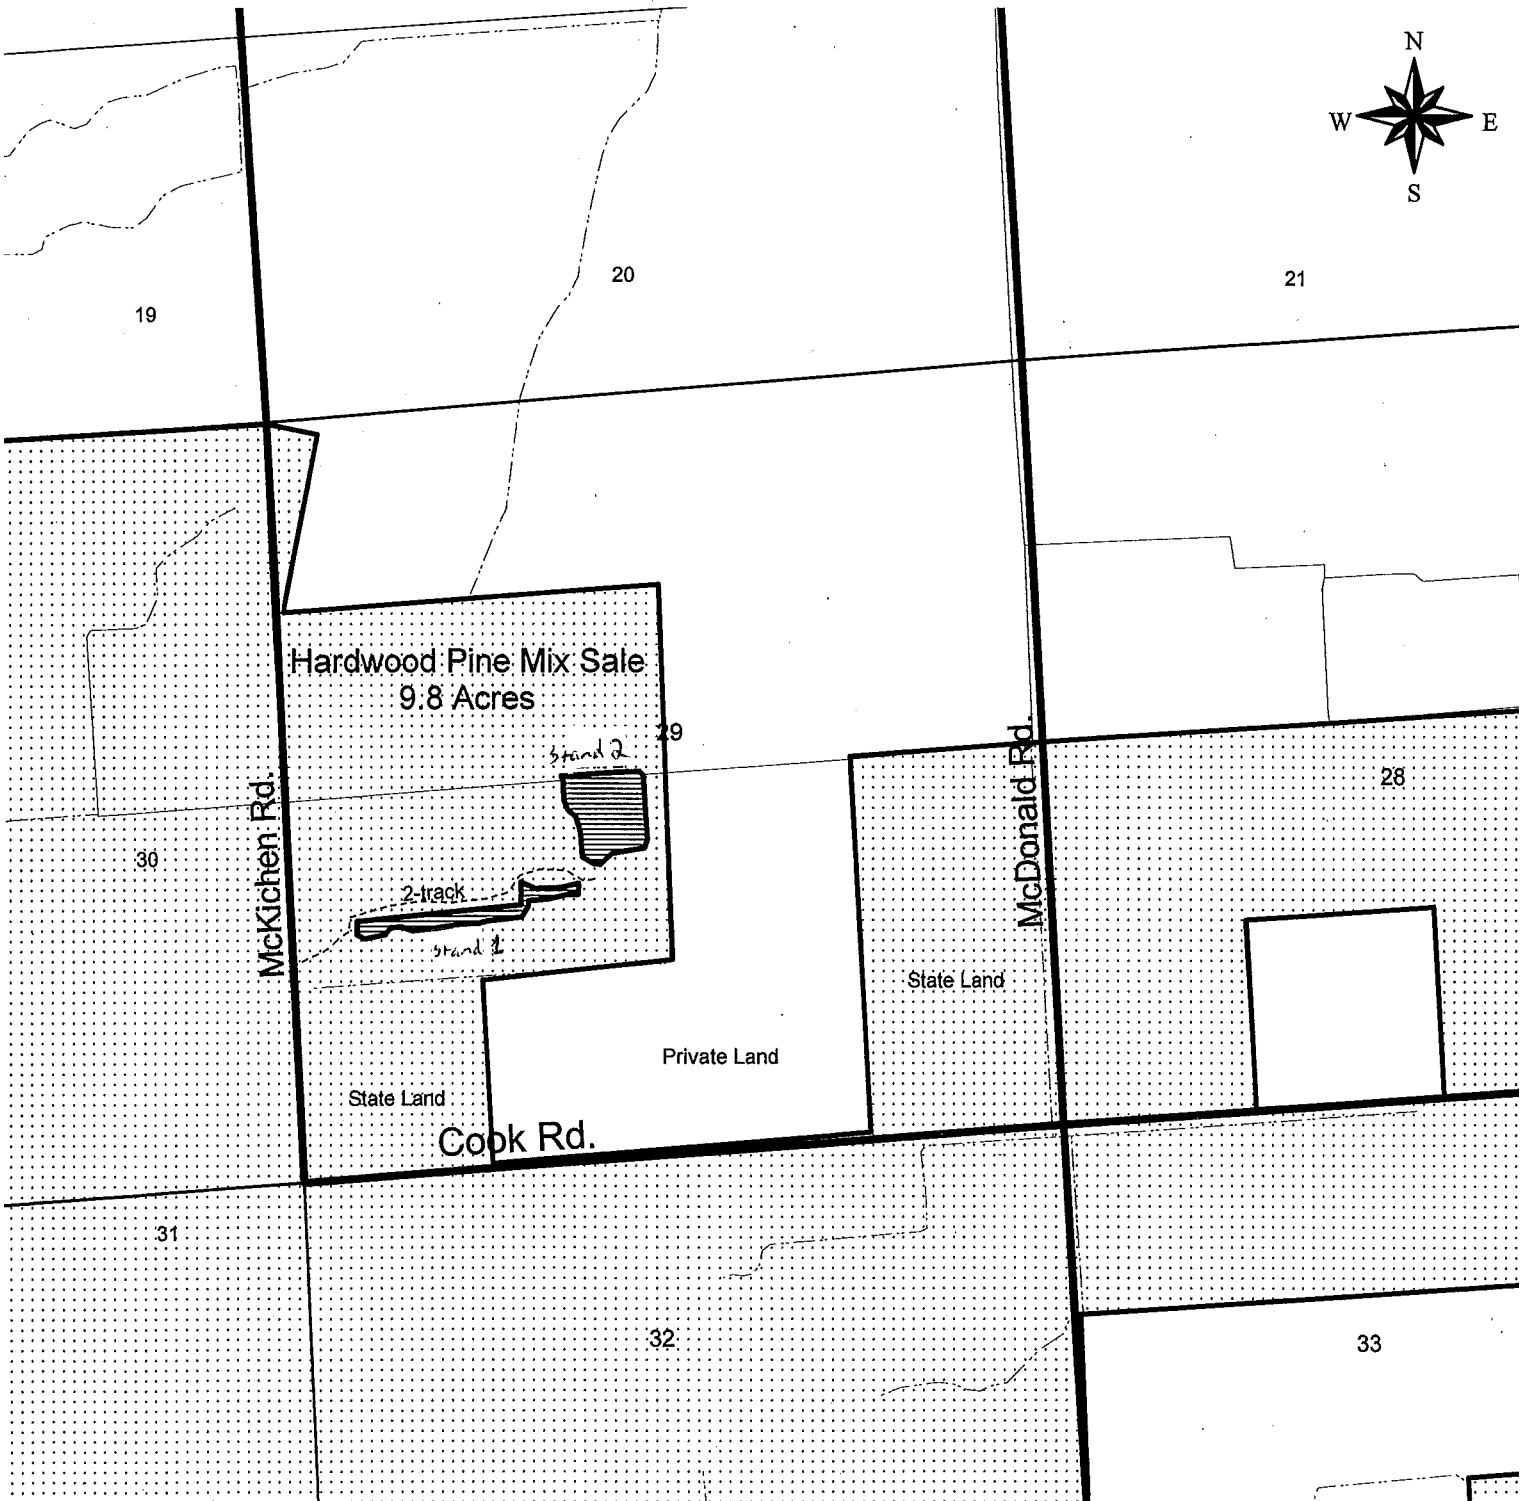 N
W E
S
20
21
19
Hardwood Pine Mix Sale
9.8 Acres
29
Stand 2
28
McKichen Rd.
McDonald Rd.
30
2-track
Stand 1
State Land
Private Land
State Land
Cook Rd.
31
32
33